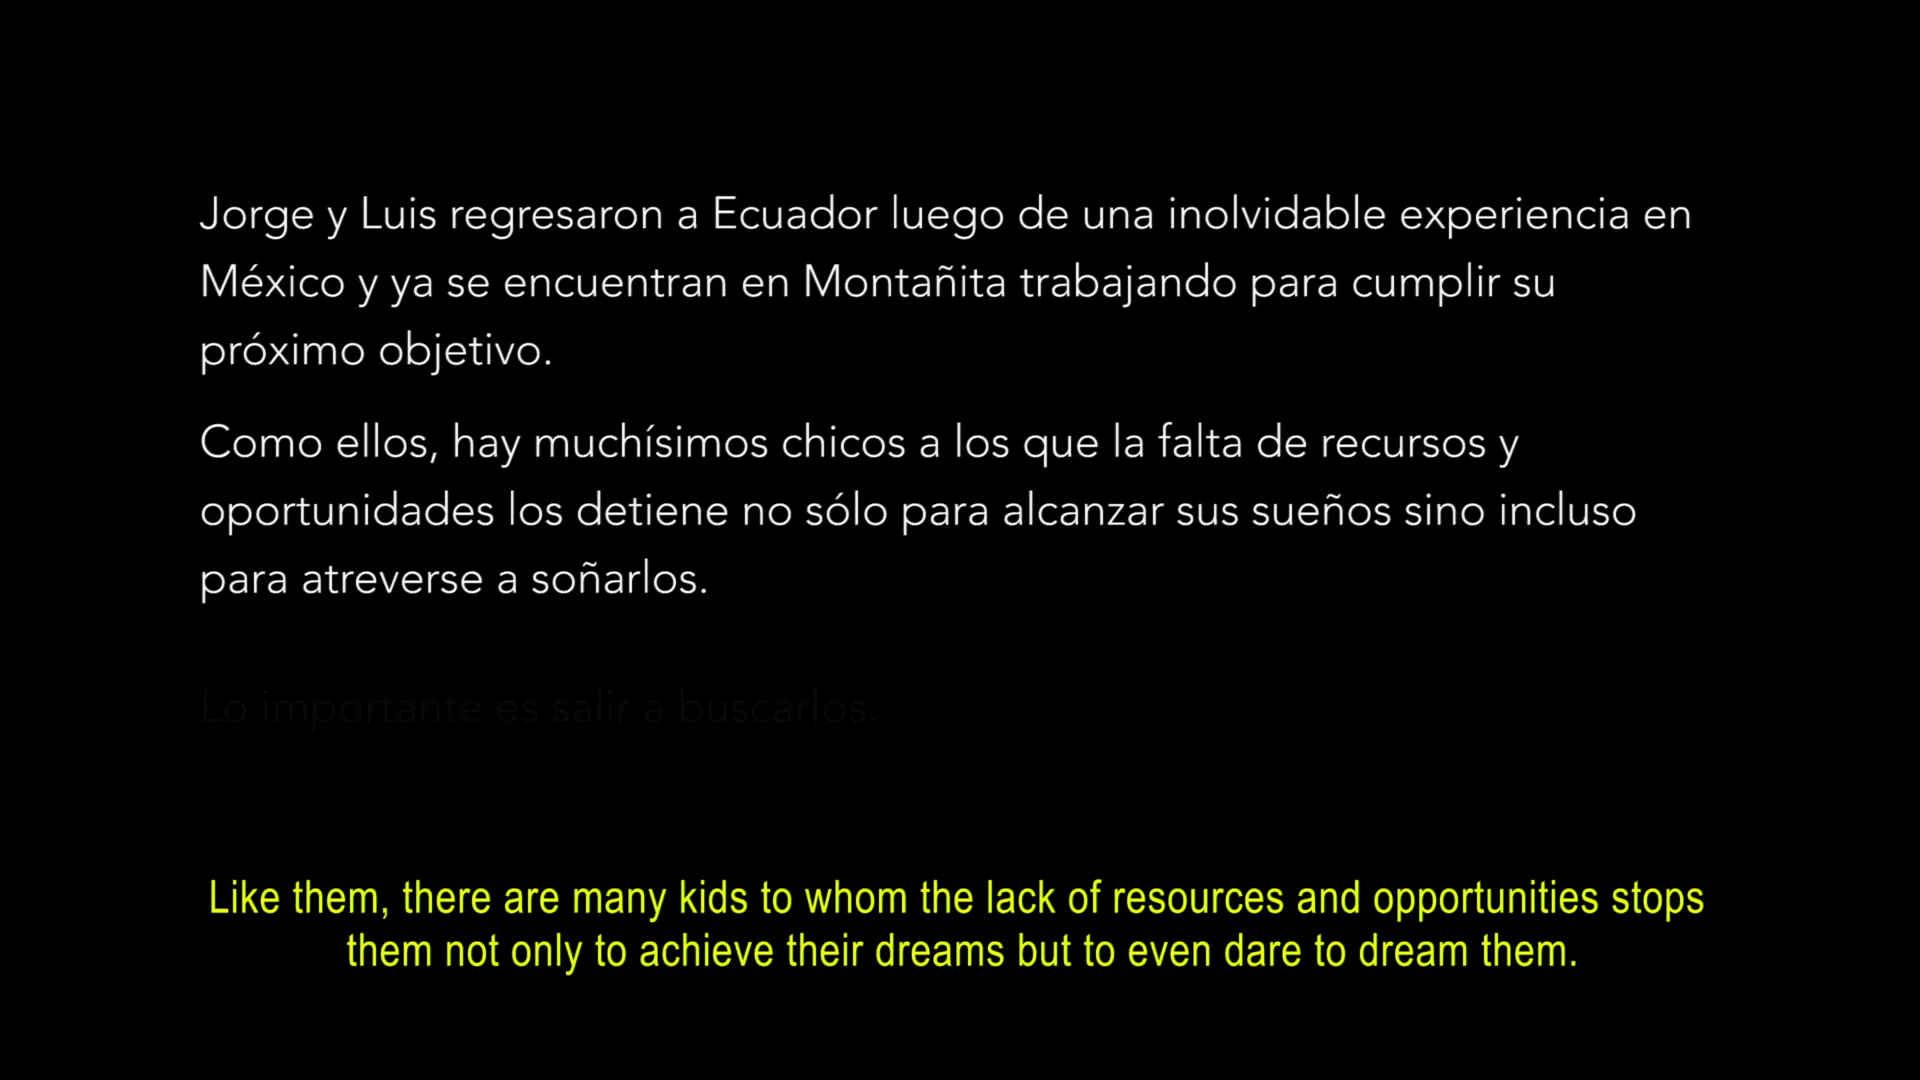 Jorge y Luis regresaron a Ecuador luego de una inolvidable experiencia en
México y ya se encuentran en Montañita trabajando para cumplir su
próximo objetivo.
Como ellos, hay muchísimos chicos a los que la falta de recursos y
oportunidades los detiene no sólo para alcanzar sus sueños sino incluso
para atreverse a soñarlos.
Lo importante es salir a buscarlos.
Like them, there are many kids to whom the lack of resources and opportunities stops
them not only to achieve their dreams but to even dare to dream them.